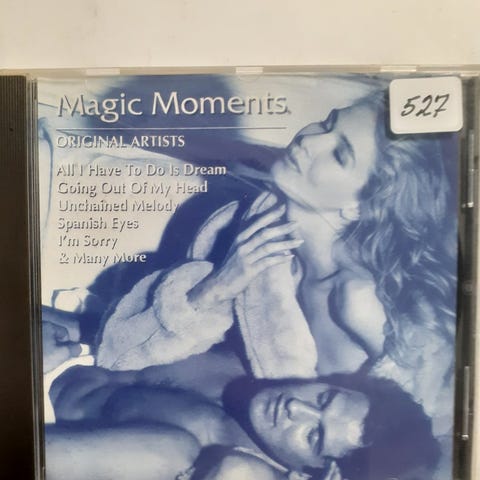 Magic Moments
527
ORIGINAL ARTISTS
All I Have To Do Is Dream
Going Out Of My Head
Unchained Melody
Spanish Eyes
I'm Sorry
& Many More